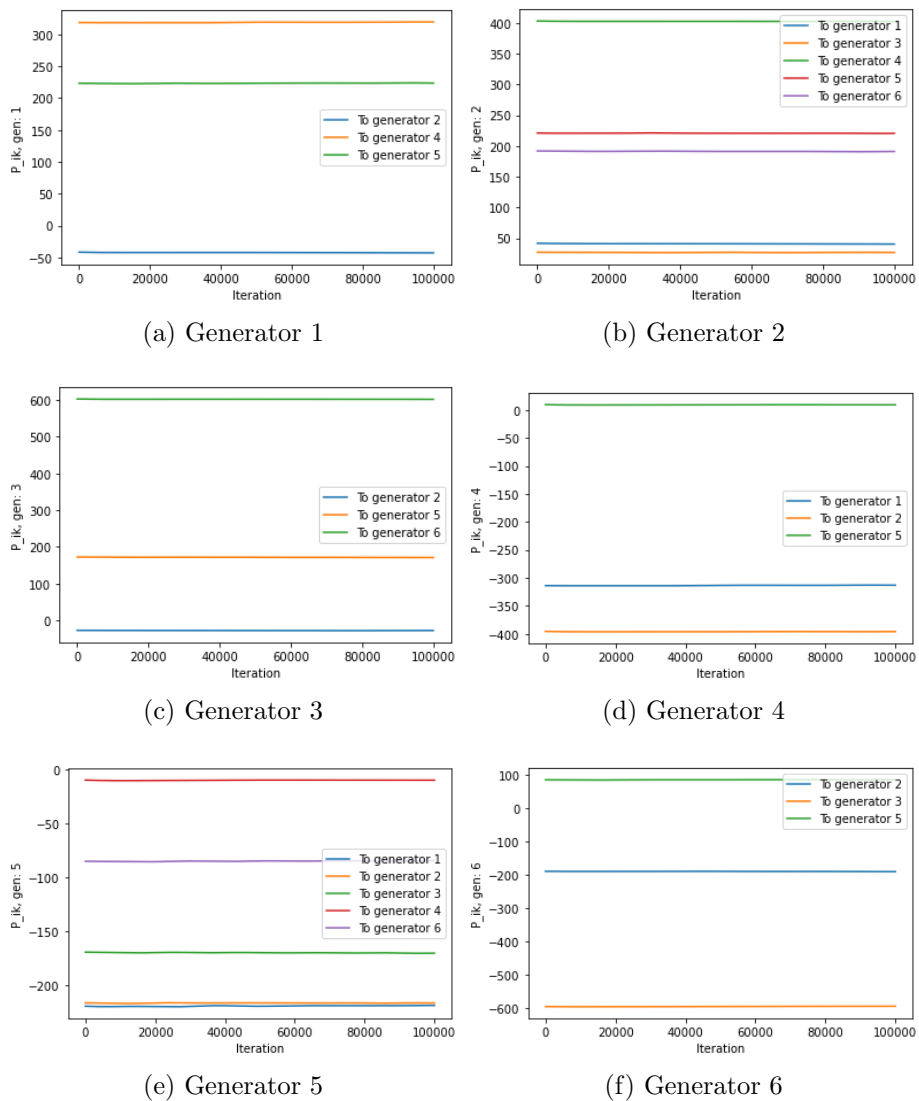 P_ik, gen: 1
300
250
200
150
100
50
0
−50
To generator 2
To generator 4
To generator 5
0 20000 40000 60000 80000 100000
Iteration
(a) Generator 1
P_ik, gen: 2
400
350
300
250
200
150
100
50
To generator 1
To generator 3
To generator 4
To generator 5
To generator 6
0 20000 40000 60000 80000 100000
Iteration
(b) Generator 2
P_ik, gen: 3
600
500
400
300
200
100
0
To generator 2
To generator 5
To generator 6
0 20000 40000 60000 80000 100000
Iteration
(c) Generator 3
P_ik, gen: 4
0
−50
−100
−150
−200
−250
−300
−350
−400
To generator 1
To generator 2
To generator 5
0 20000 40000 60000 80000 100000
Iteration
(d) Generator 4
P_ik, gen: 5
0
−50
−100
−150
−200
To generator 1
To generator 2
To generator 3
To generator 4
To generator 6
0 20000 40000 60000 80000 100000
Iteration
(e) Generator 5
P_ik, gen: 6
100
0
−100
−200
−300
−400
−500
−600
To generator 2
To generator 3
To generator 5
0 20000 40000 60000 80000 100000
Iteration
(f) Generator 6